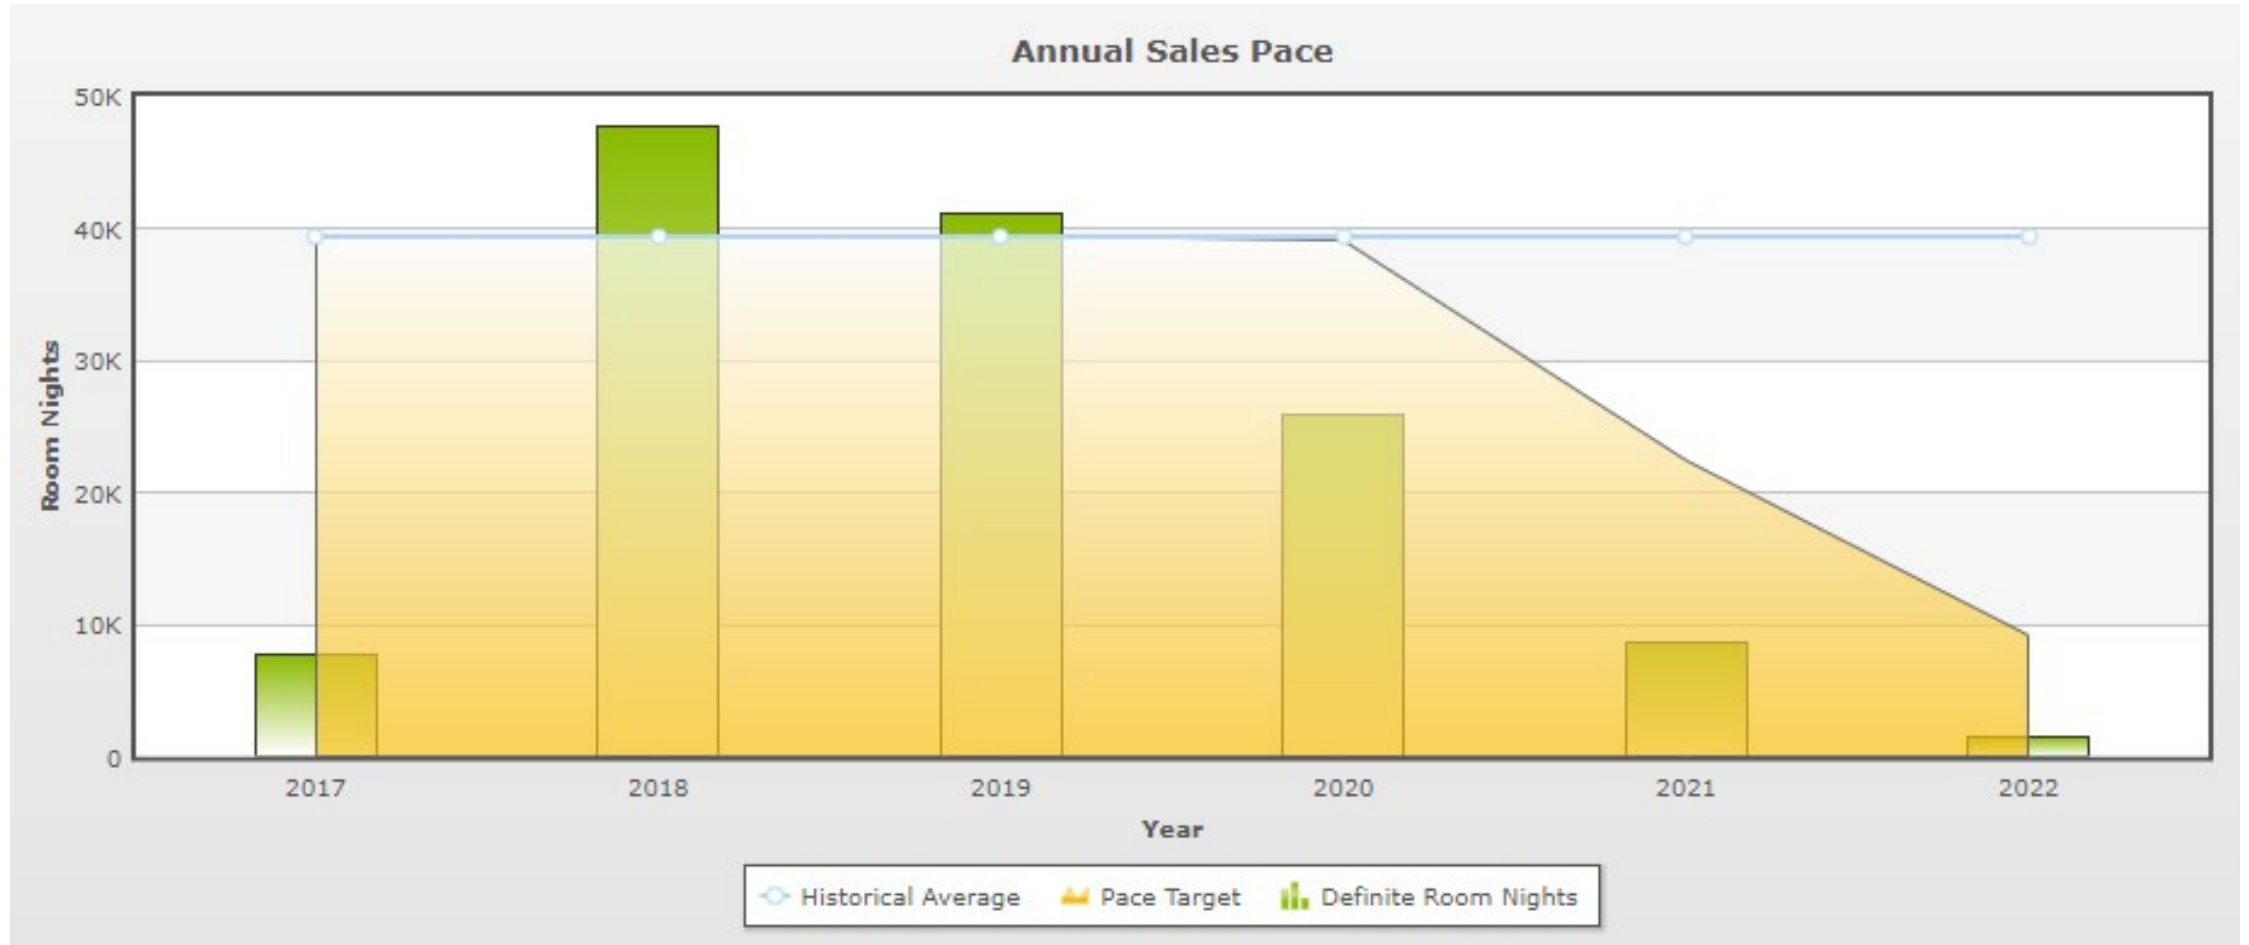 Annual Sales Pace
50K
40K
30K
20K
10K
0
Room Nights
2017 2018 2019 2020 2021 2022
Year
Historical Average Pace Target Definite Room Nights